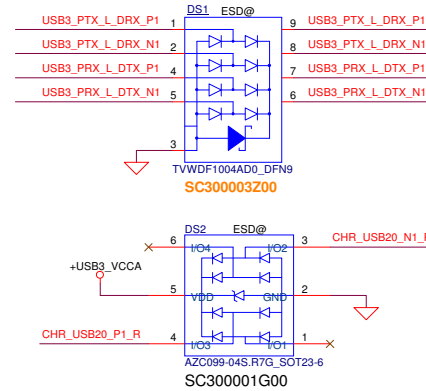 DS1 ESD@
USB3_PTX_L_DRX_P1 1 9 USB3_PTX_L_DRX_P1
USB3_PTX_L_DRX_N1 2 8 USB3_PTX_L_DRX_N1
USB3_PRX_L_DTX_P1 4 7 USB3_PRX_L_DTX_P1
USB3_PRX_L_DTX_N1 5 6 USB3_PRX_L_DTX_N1
3
TVWDF1004AD0_DFN9
SC300003Z00
DS2 ESD@
6 I/O4 I/O2 3 CHR_USB20_N1_R
+USB3_VCCA
5 VDD GND 2
CHR_USB20_P1_R 4 I/O3 I/O1 1
AZC099-04S.R7G_SOT23-6
SC300001G00